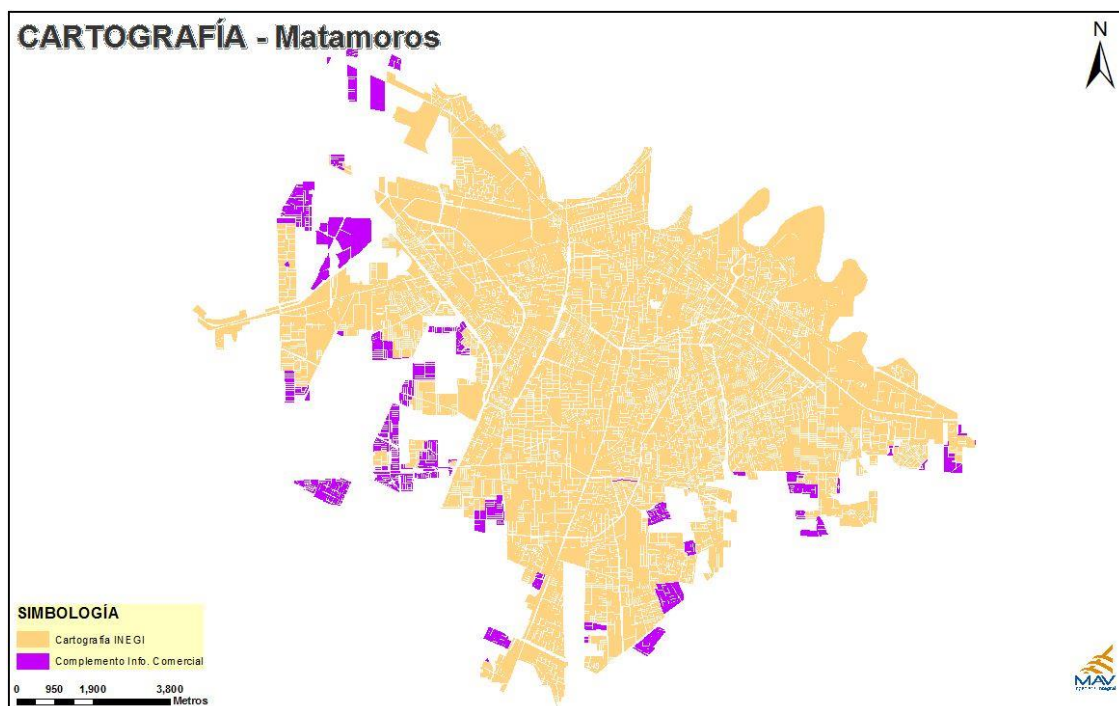 CARTOGRAFÍA - Matamoros
N
SIMBOLOGÍA
Cartografía INEGI
Complemento Info. Comercial
0 950 1,900 3,800
Metros
MAV